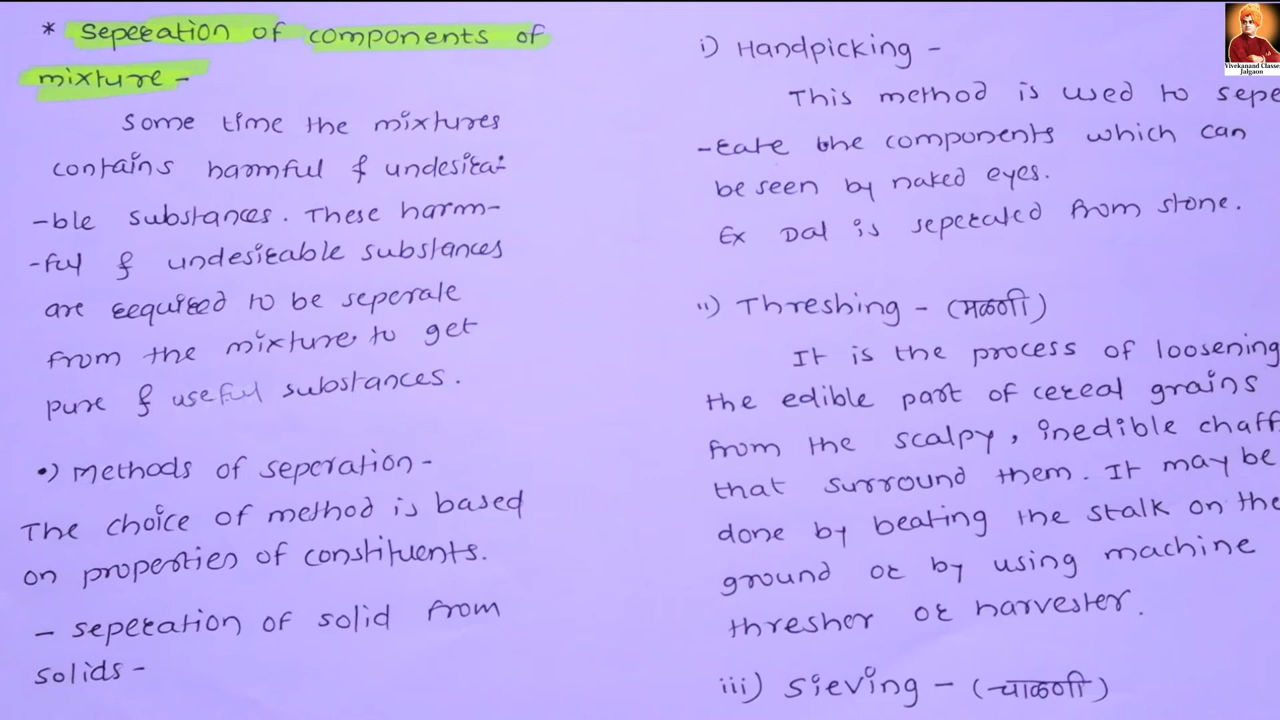 * Seperation of components of
mixture -
Some time the mixtures
contains harmful & undesira-
-ble substances. These harm-
-ful & undesirable substances
are required to be seperate
from the mixture to get
pure & useful substances.
•) Methods of seperation -
The choice of method is based
on properties of constituents.
- seperation of solid from
solids -
i) Handpicking -
This method is used to sepe
-rate the components which can
be seen by naked eyes.
Ex Dal is seperated from stone.
ii) Threshing - (मळणी)
It is the process of loosening
the edible part of cereal grains
from the scalpy, inedible chaff
that surround them. It may be
done by beating the stalk on the
ground or by using machine
thresher or harvester.
iii) Sieving - (चाळणी)
Vivekanand Classe
Jalgaon